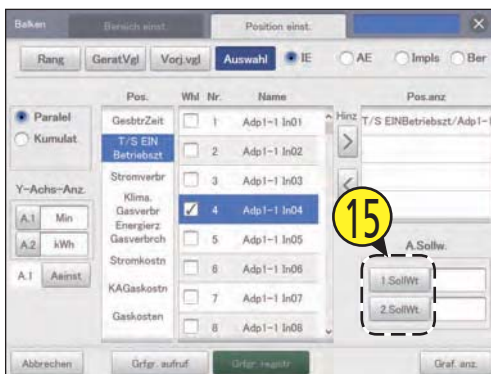 Balken
Bereich einst.
Position einst.
Rang
GerätVgl
Vorj.vgl
Auswahl
IE
AE
Impls
Ber
Pos.
Whl
Nr.
Name
Pos.anz
Paralel
Kumulat.
GesbtrZeit
T/S EIN
Betriebszt
Stromverbr
Klima.
Gasverbr
Energierz
Gasverbrch
Stromkostn
KAGaskostn
Gaskosten
1 Adp1-1 In01
2 Adp1-1 In02
3 Adp1-1 In03
4 Adp1-1 In04
5 Adp1-1 In05
6 Adp1-1 In06
7 Adp1-1 In07
8 Adp1-1 In08
Hinz
T/S EINBetriebszt/Adp1-1
Y-Achs-Anz.
A.1 Min
A.2 kWh
A.1
15
A.Sollw.
1.SollWt
2.SollWt
Abbrechen
Grfgr. aufruf
Graf. anz.